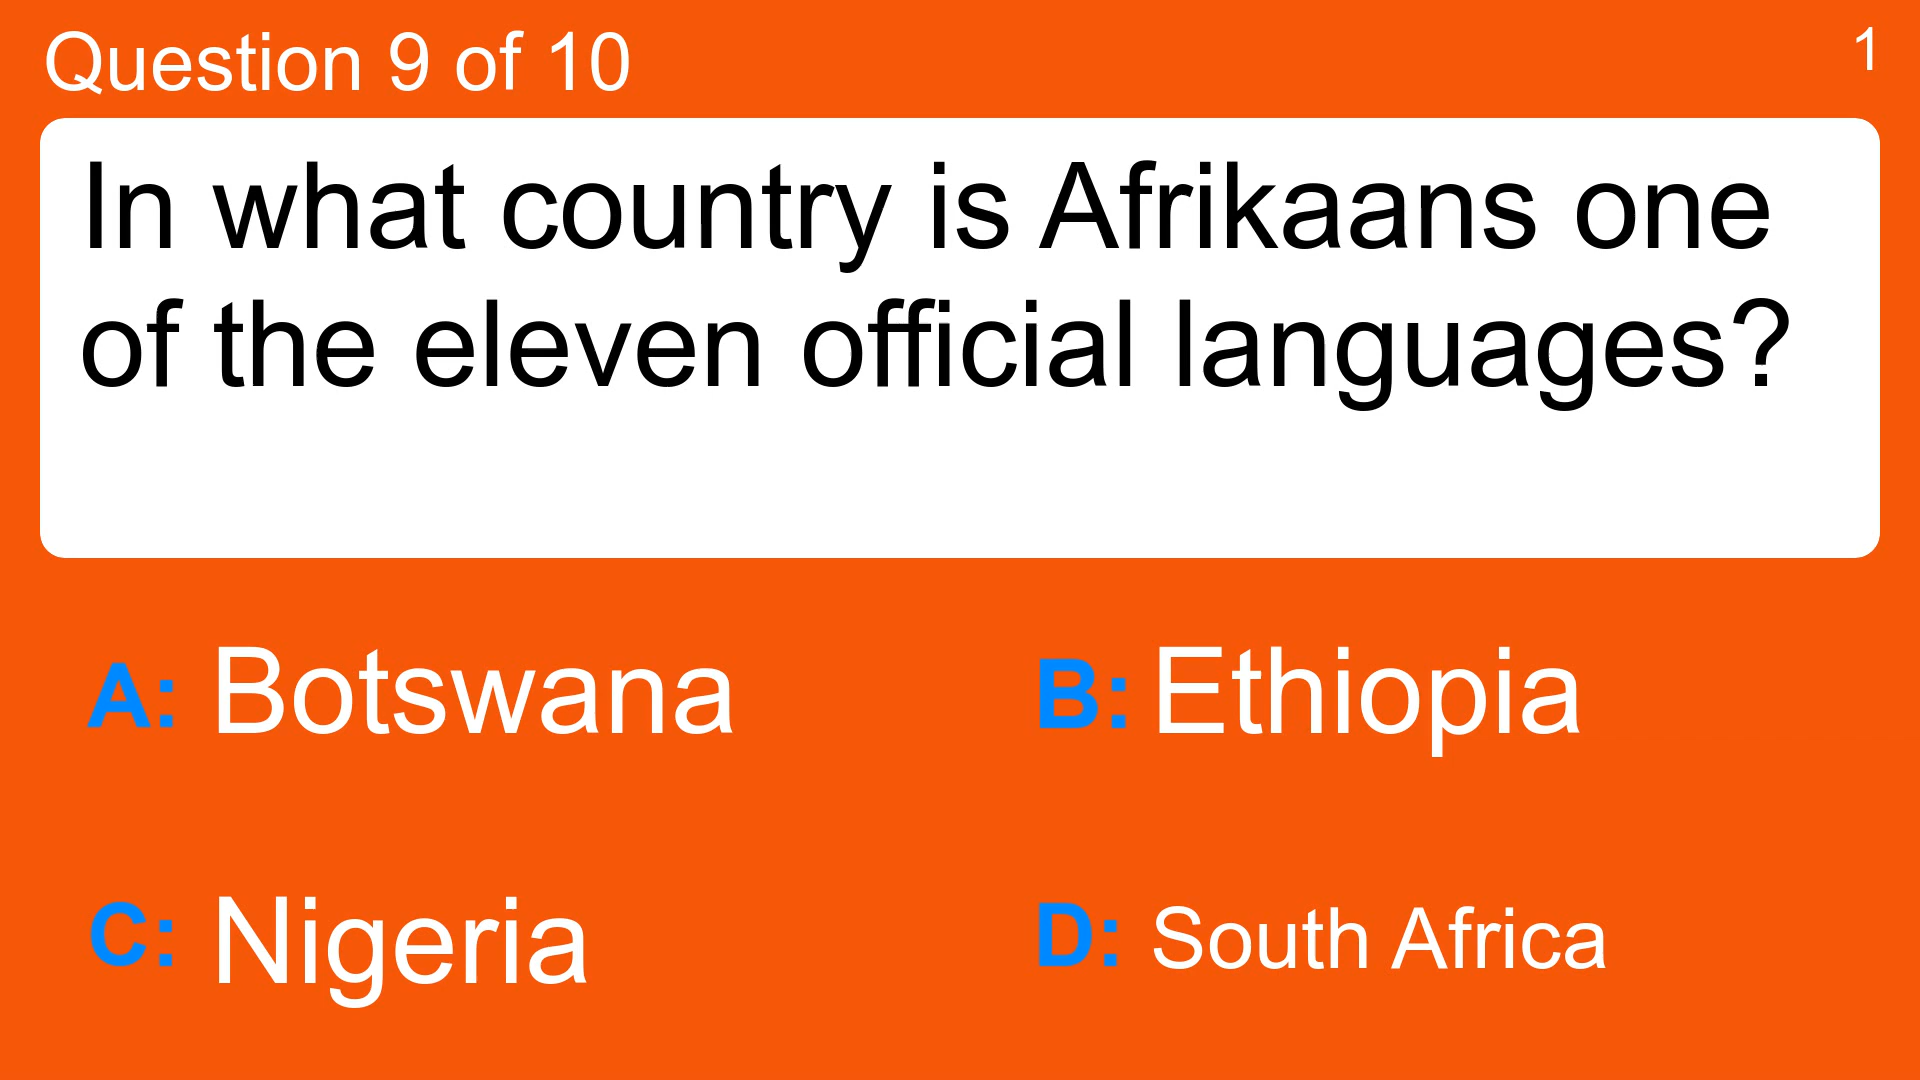 Question 9 of 10
1
In what country is Afrikaans one
of the eleven official languages?
A: Botswana
B: Ethiopia
C: Nigeria
D: South Africa